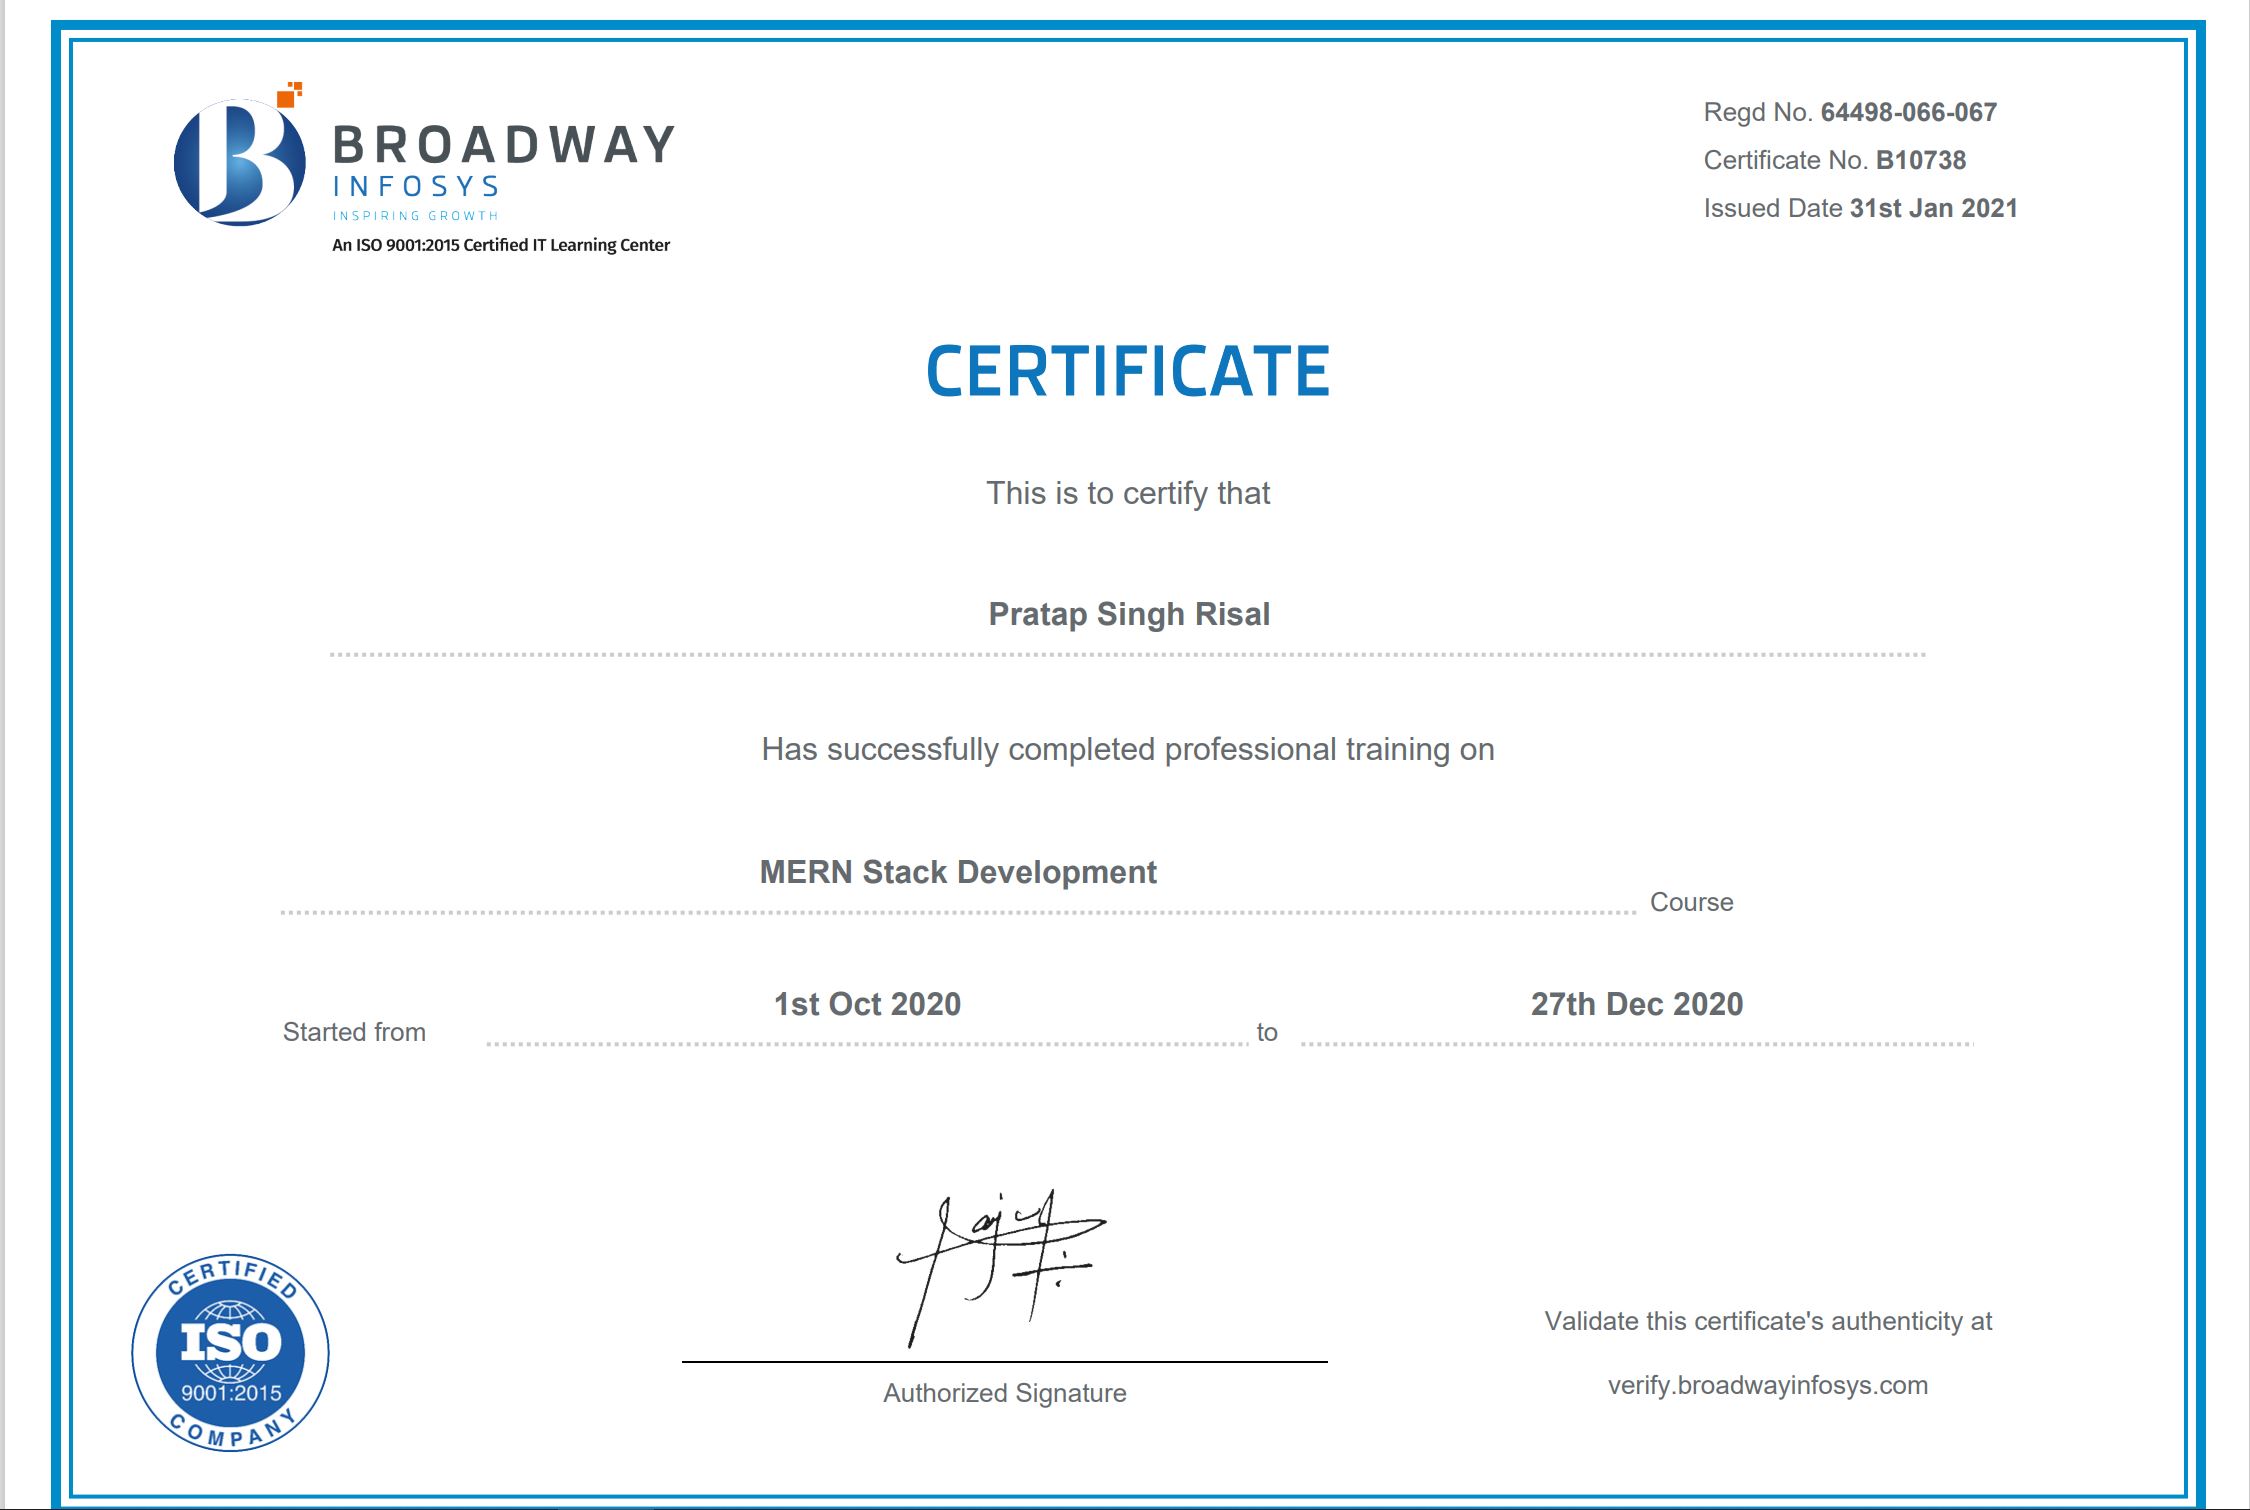 BROADWAY
INFOSYS
INSPIRING GROWTH
An ISO 9001:2015 Certified IT Learning Center
Regd No. 64498-066-067
Certificate No. B10738
Issued Date 31st Jan 2021
CERTIFICATE
This is to certify that
Pratap Singh Risal
Has successfully completed professional training on
MERN Stack Development
Course
Started from 1st Oct 2020 to 27th Dec 2020
CERTIFIED
ISO
9001:2015
COMPANY
Authorized Signature
Validate this certificate's authenticity at
verify.broadwayinfosys.com